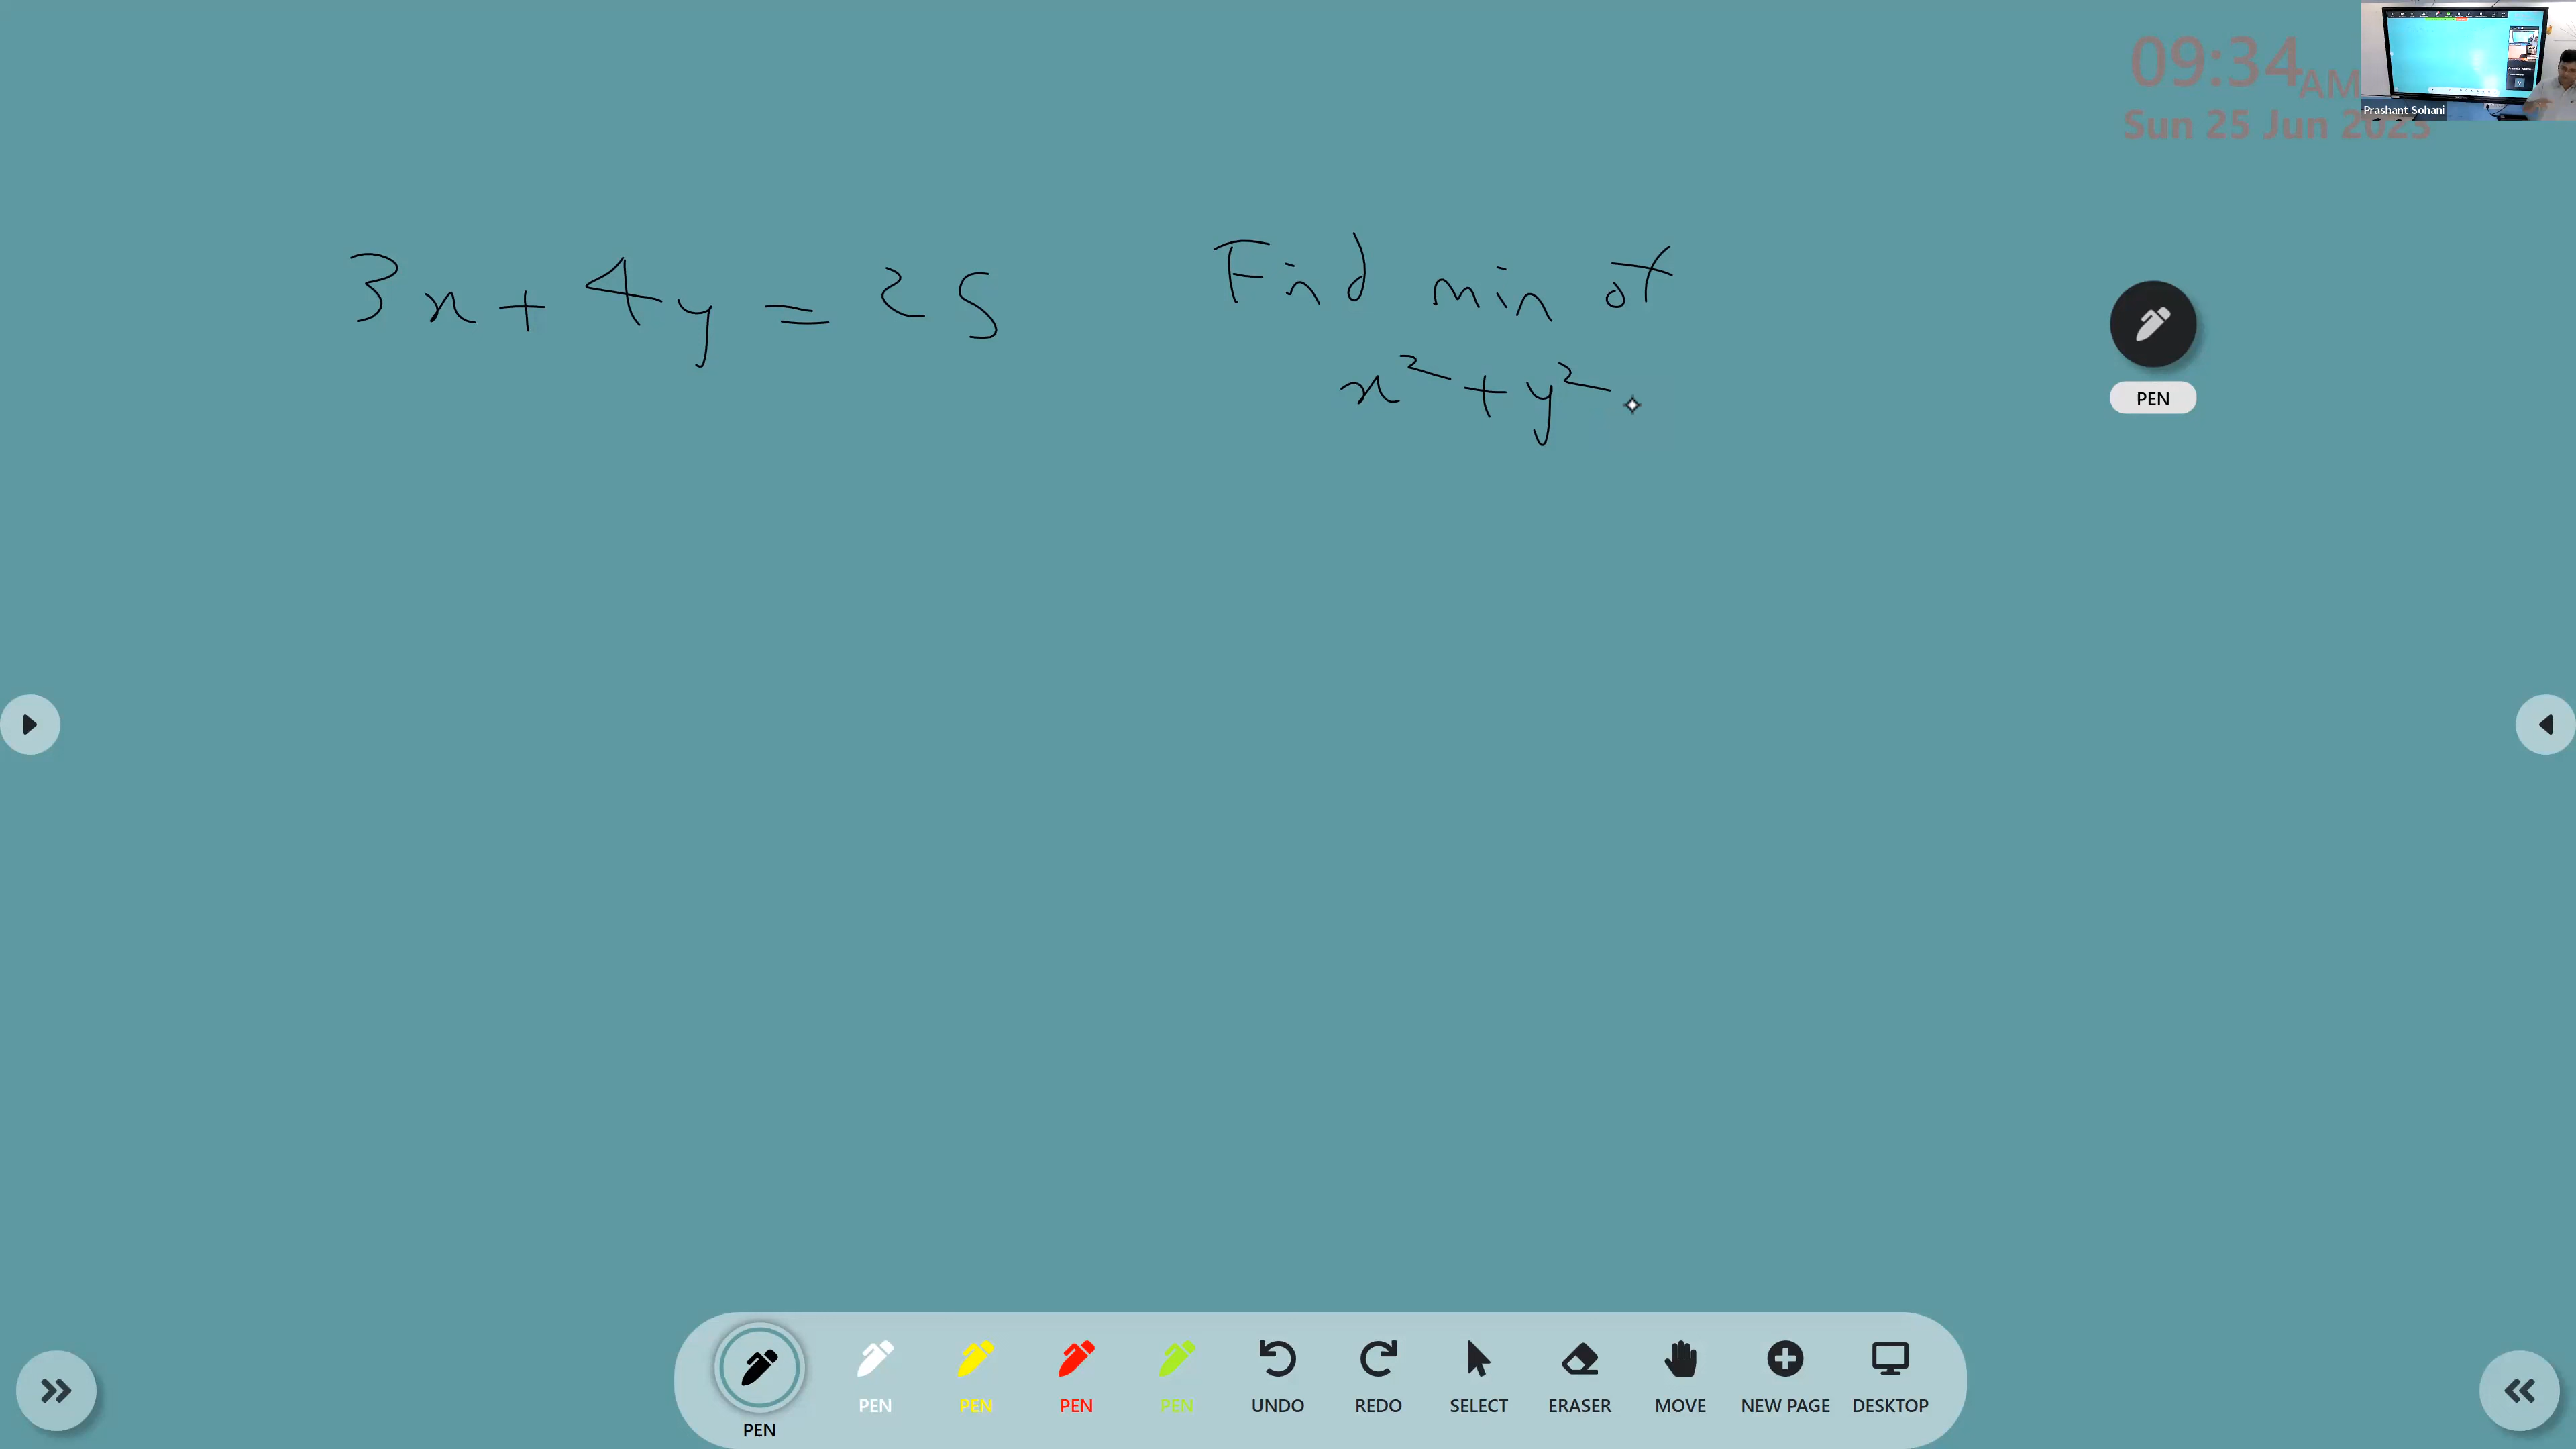 09:34 AM
Sun 25 Jun 2023
Prashant Sohani
3x + 4y = 25
Find min of
x² + y²
PEN
PEN
PEN
PEN
PEN
PEN
UNDO
REDO
SELECT
ERASER
MOVE
NEW PAGE
DESKTOP